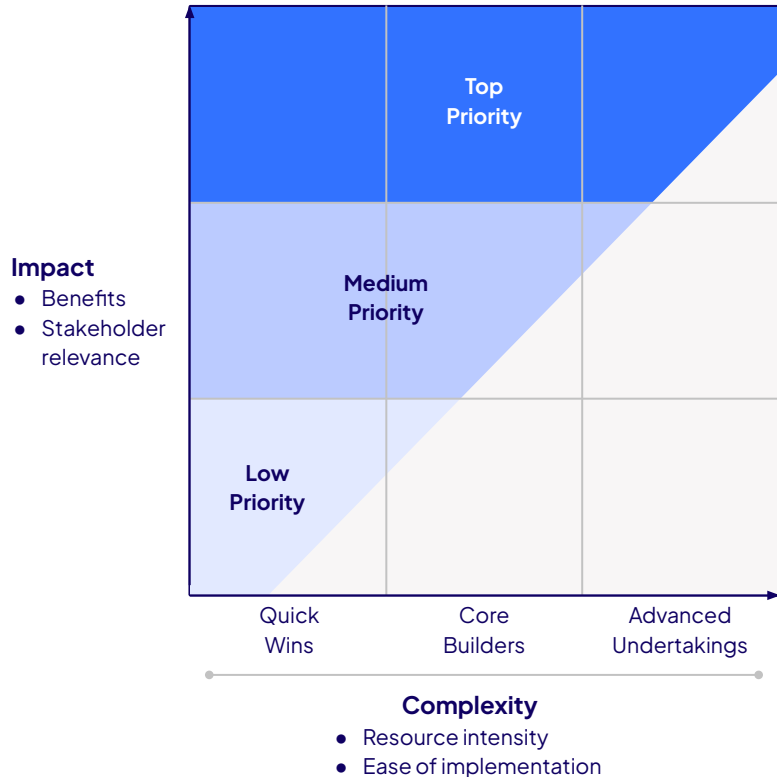 Top
Priority
Impact
● Benefits
● Stakeholder
relevance
Medium
Priority
Low
Priority
Quick
Wins
Core
Builders
Advanced
Undertakings
Complexity
● Resource intensity
● Ease of implementation